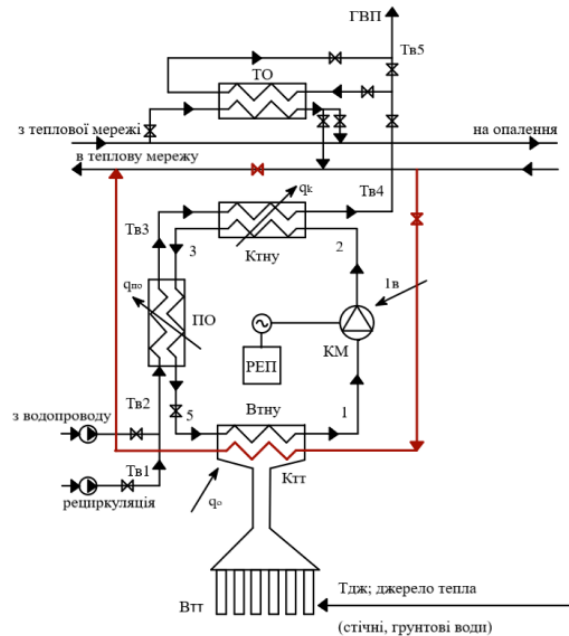 ГВП
Тв5
ТО
з теплової мережі
на опалення
в теплову мережу
qk
Тв4
Тв3
3
Ктну
2
qпо
1в
ПО
КМ
РЕП
Тв2
5
Втну
1
з водопроводу
Тв1
Ктт
рециркуляція
qо
Тдж; джерело тепла
Втт
(стічні, грунтові води)